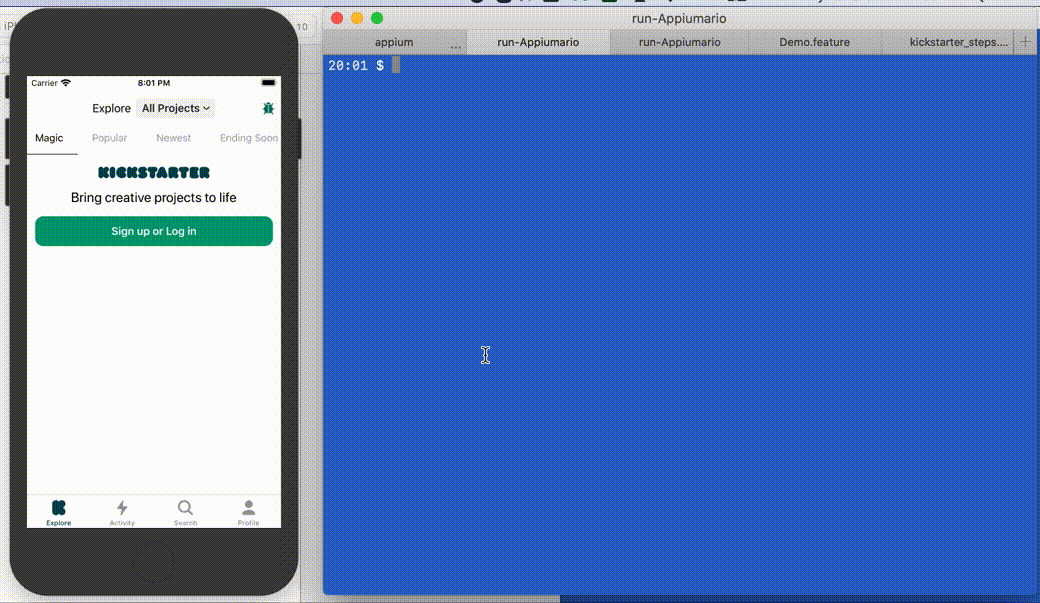 iP
10
Carrier
8:01 PM
Explore All Projects
Magic Popular Newest Ending Soon
KICKSTARTER
Bring creative projects to life
Sign up or Log in
Explore Activity Search Profile
run-Appiumario
appium ... run-Appiumario run-Appiumario Demo.feature kickstarter_steps.... +
20:01 $